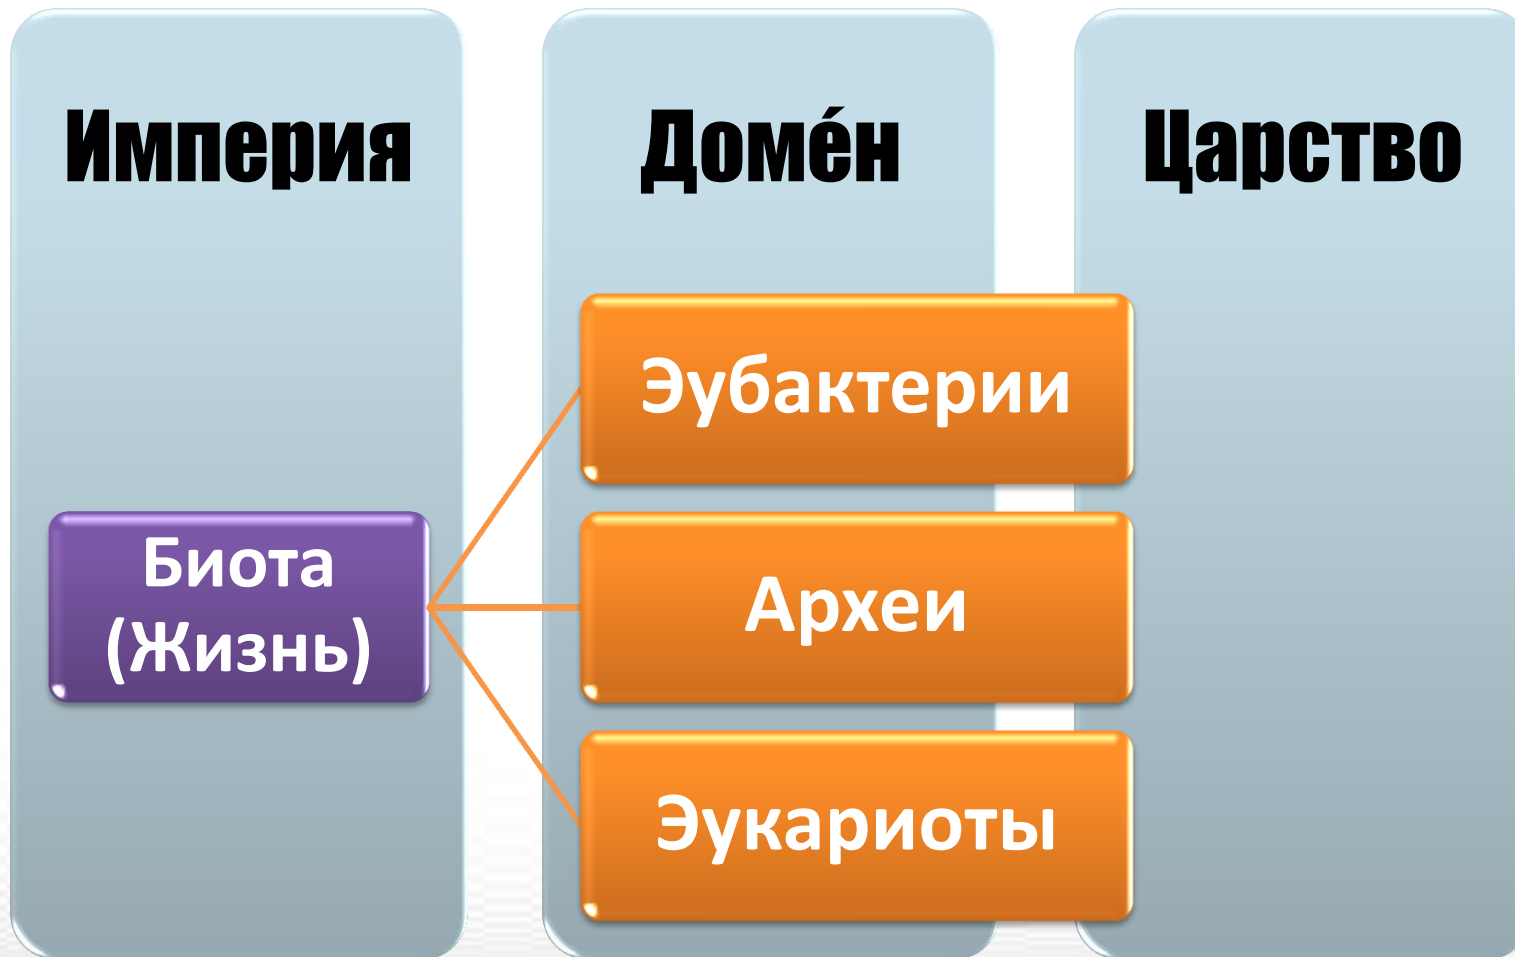 Империя
Доме́н
Царство
Эубактерии
Биота
(Жизнь)
Археи
Эукариоты